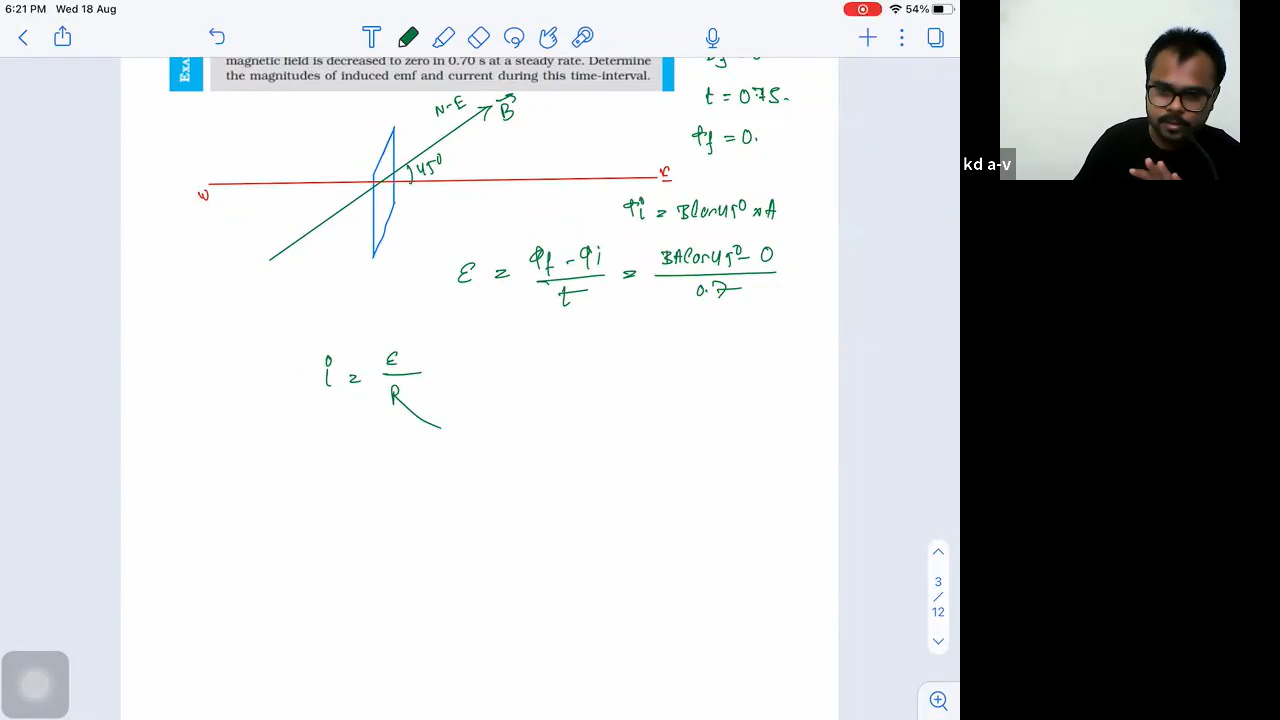 6:21 PM Wed 18 Aug
54%
T
Exa
magnetic field is decreased to zero in 0.70 s at a steady rate. Determine
the magnitudes of induced emf and current during this time-interval.
t = 0.7s.
φf = 0.
N-E
B
45°
W
E
φi = Bcos45° × A
ε = φf - φi / t = BAcos45° - 0 / 0.7
i = ε / R
kd a-v
3
/
12